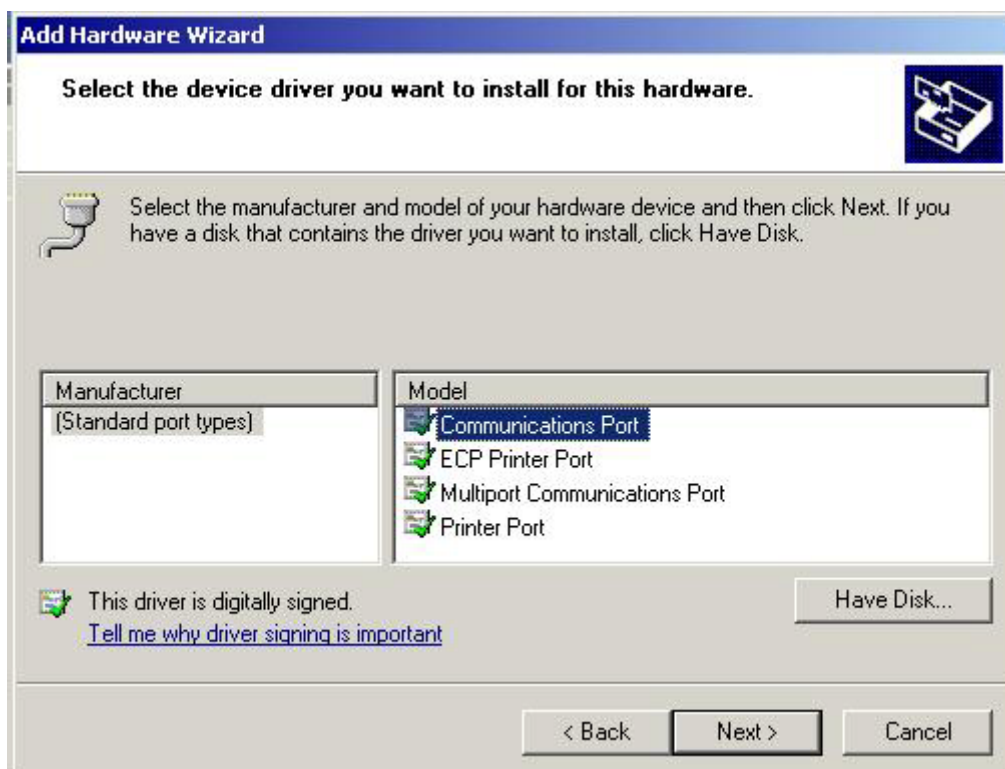 Add Hardware Wizard
Select the device driver you want to install for this hardware.
Select the manufacturer and model of your hardware device and then click Next. If you
have a disk that contains the driver you want to install, click Have Disk.
Manufacturer
(Standard port types)
Model
Communications Port
ECP Printer Port
Multiport Communications Port
Printer Port
This driver is digitally signed.
Tell me why driver signing is important
Have Disk...
< Back
Next >
Cancel